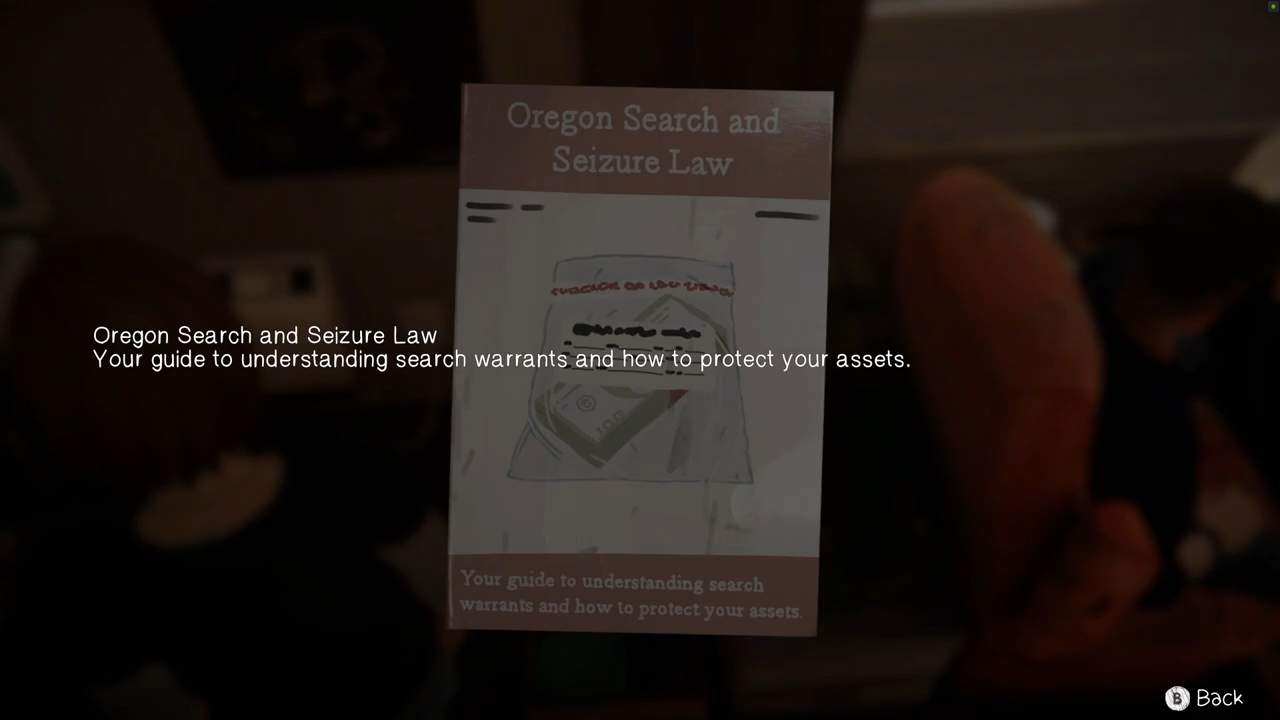 Oregon Search and
Seizure Law
Oregon Search and Seizure Law
Your guide to understanding search warrants and how to protect your assets.
Your guide to understanding search
warrants and how to protect your assets.
B Back